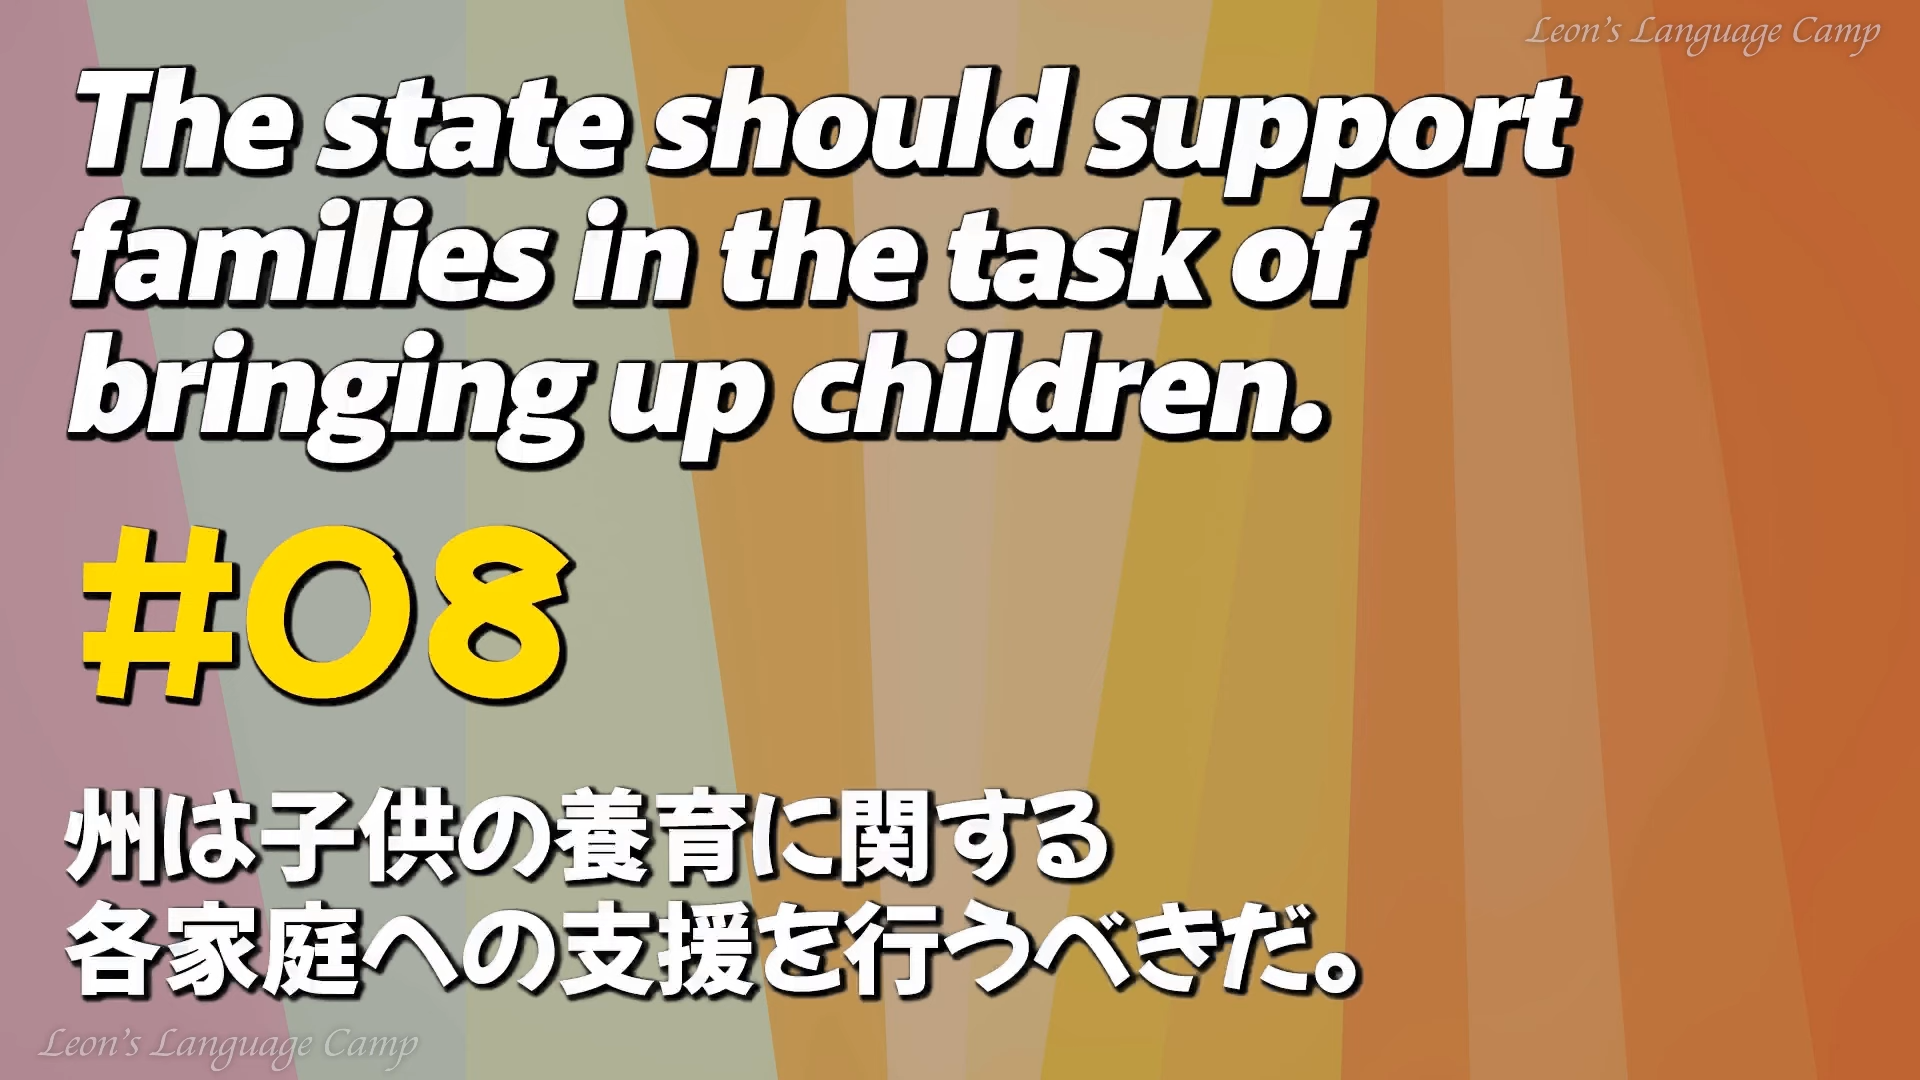 Leon's Language Camp
The state should support
families in the task of
bringing up children.
#08
州は子供の養育に関する
各家庭への支援を行うべきだ。
Leon's Language Camp